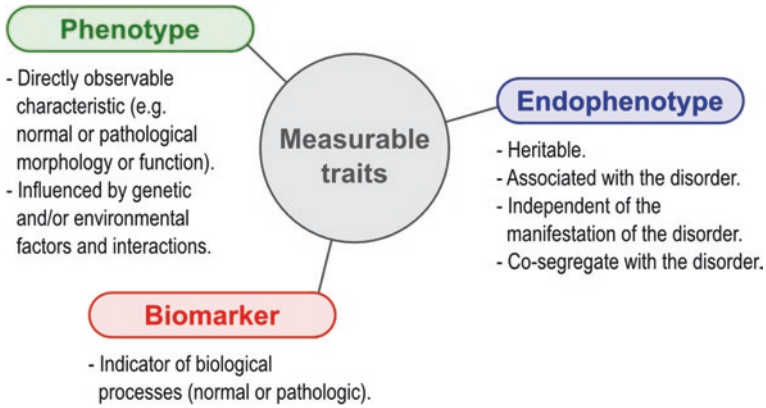 Phenotype
- Directly observable
characteristic (e.g.
normal or pathological
morphology or function).
- Influenced by genetic
and/or environmental
factors and interactions.
Measurable
traits
Endophenotype
- Heritable.
- Associated with the disorder.
- Independent of the
manifestation of the disorder.
- Co-segregate with the disorder.
Biomarker
- Indicator of biological
processes (normal or pathologic).